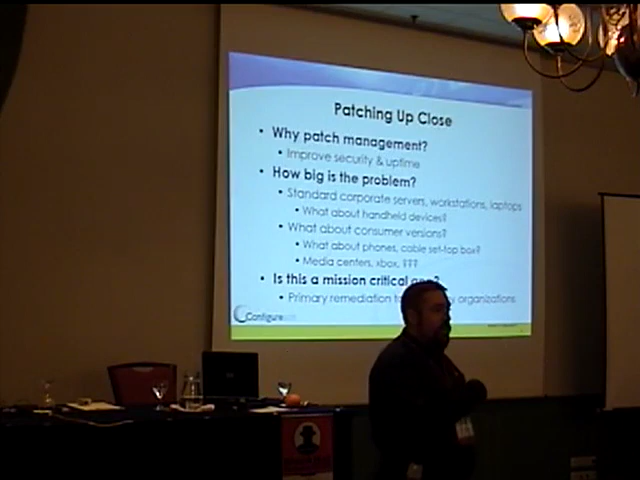 Patching Up Close
• Why patch management?
• Improve security & uptime
• How big is the problem?
• Standard corporate servers, workstations, laptops
• What about handheld devices?
• What about consumer versions?
• What about phones, cable set-top box?
• Media centers, xbox, ???
• Is this a mission critical ?
• Primary remediation organizations
Configure